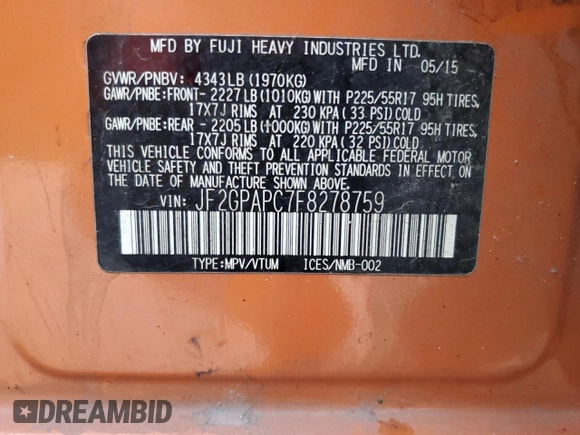 MFD BY FUJI HEAVY INDUSTRIES LTD.
MFD IN 05/15
GVWR/PNBV: 4343LB (1970KG)
GAWR/PNBE:FRONT- 2227LB(1010KG)WITH P225/55R17 95H TIRES,
17X7J RIMS AT 230 KPA (33 PSI)COLD
GAWR/PNBE:REAR - 2205LB(1000KG)WITH P225/55R17 95H TIRES,
17X7J RIMS AT 220 KPA (32 PSI)COLD
THIS VEHICLE CONFORMS TO ALL APPLICABLE FEDERAL MOTOR
VEHICLE SAFETY AND THEFT PREVENTION STANDARDS IN EFFECT
ON THE DATE OF MANUFACTURE SHOWN ABOVE.
VIN: JF2GPAPC7F8278759
TYPE:MPV/VTUM ICES/NMB-002
DREAMBID